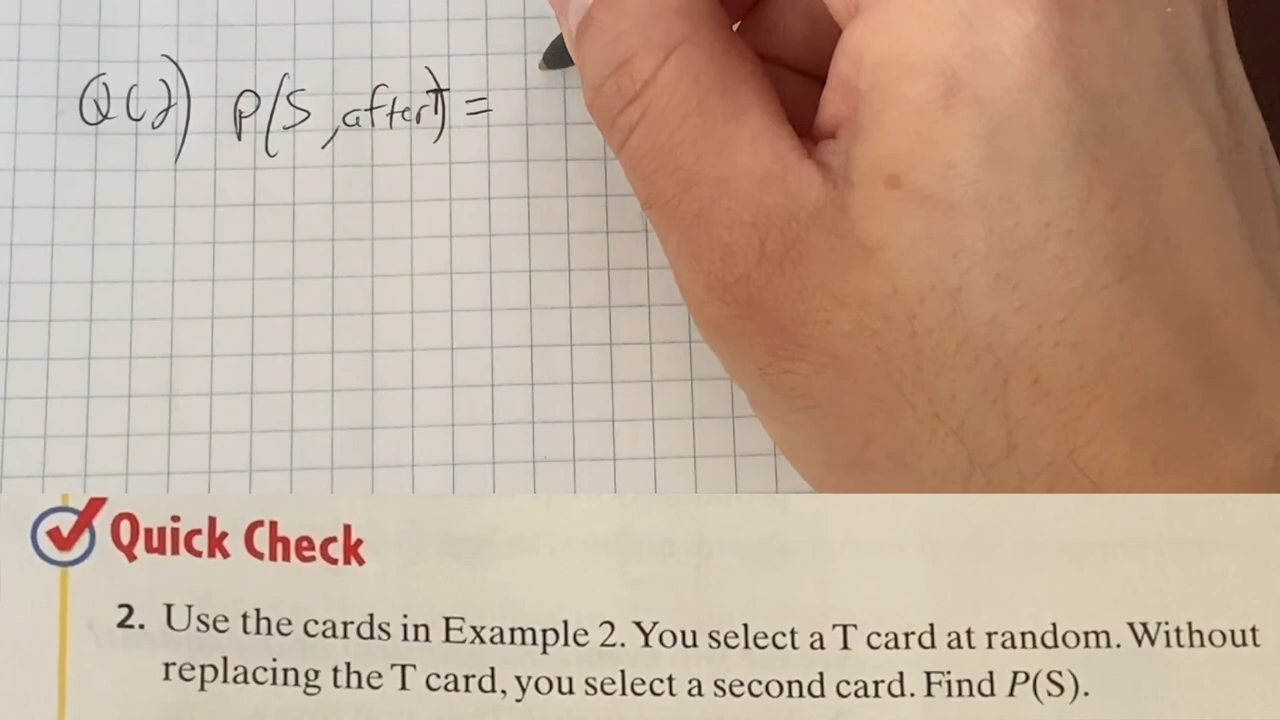 Q(2) P(S, after T) =
Quick Check
2. Use the cards in Example 2. You select a T card at random. Without
replacing the T card, you select a second card. Find P(S).